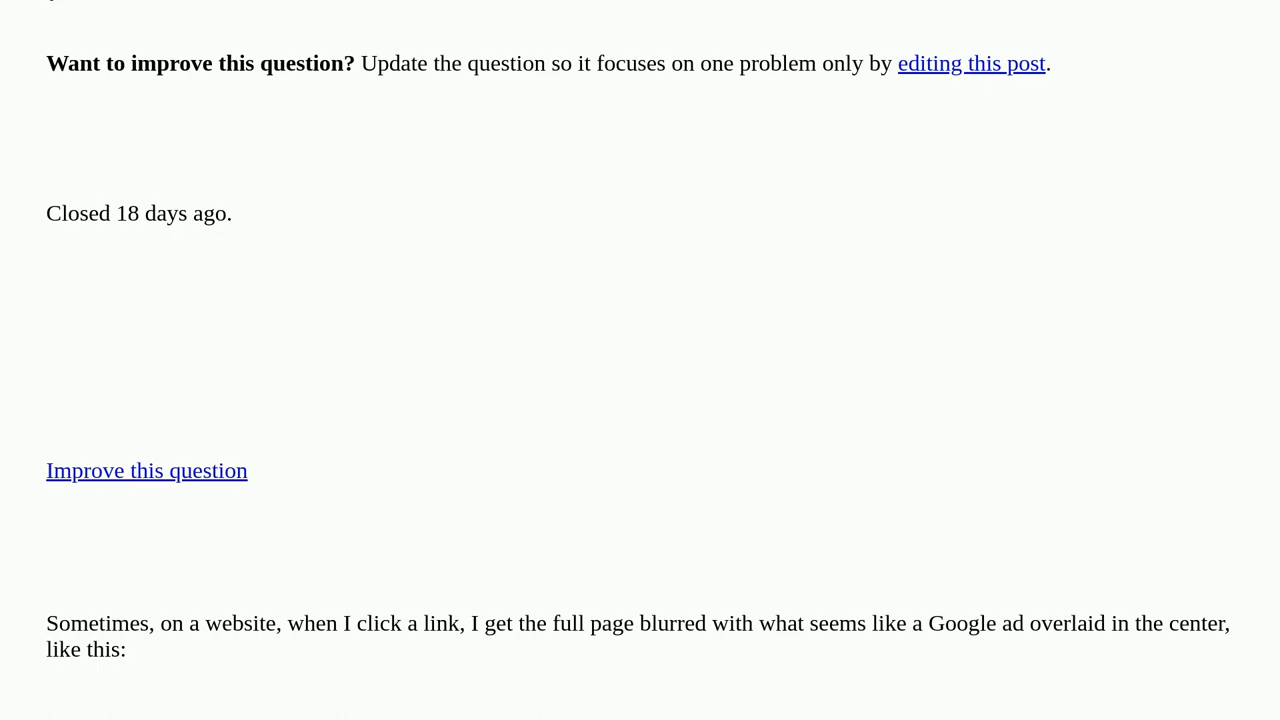 Want to improve this question? Update the question so it focuses on one problem only by editing this post.
Closed 18 days ago.
Improve this question
Sometimes, on a website, when I click a link, I get the full page blurred with what seems like a Google ad overlaid in the center,
like this: